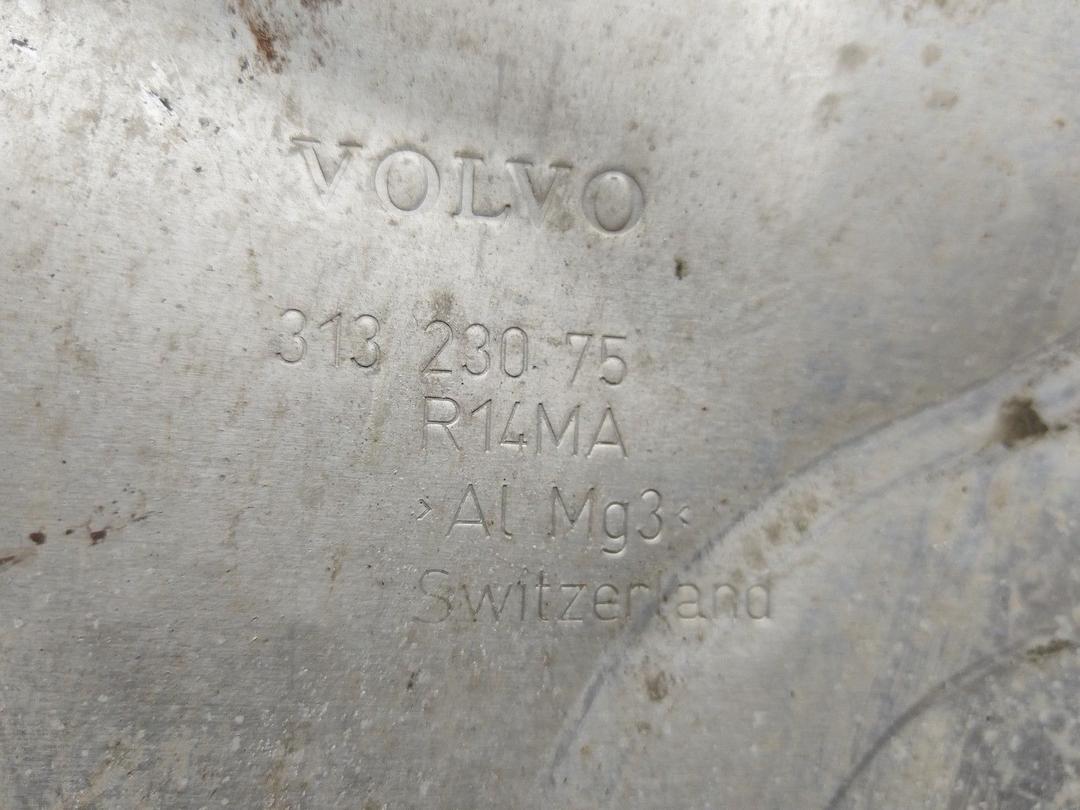 VOLVO
313 230 75
R14MA
>Al Mg3<
Switzerland